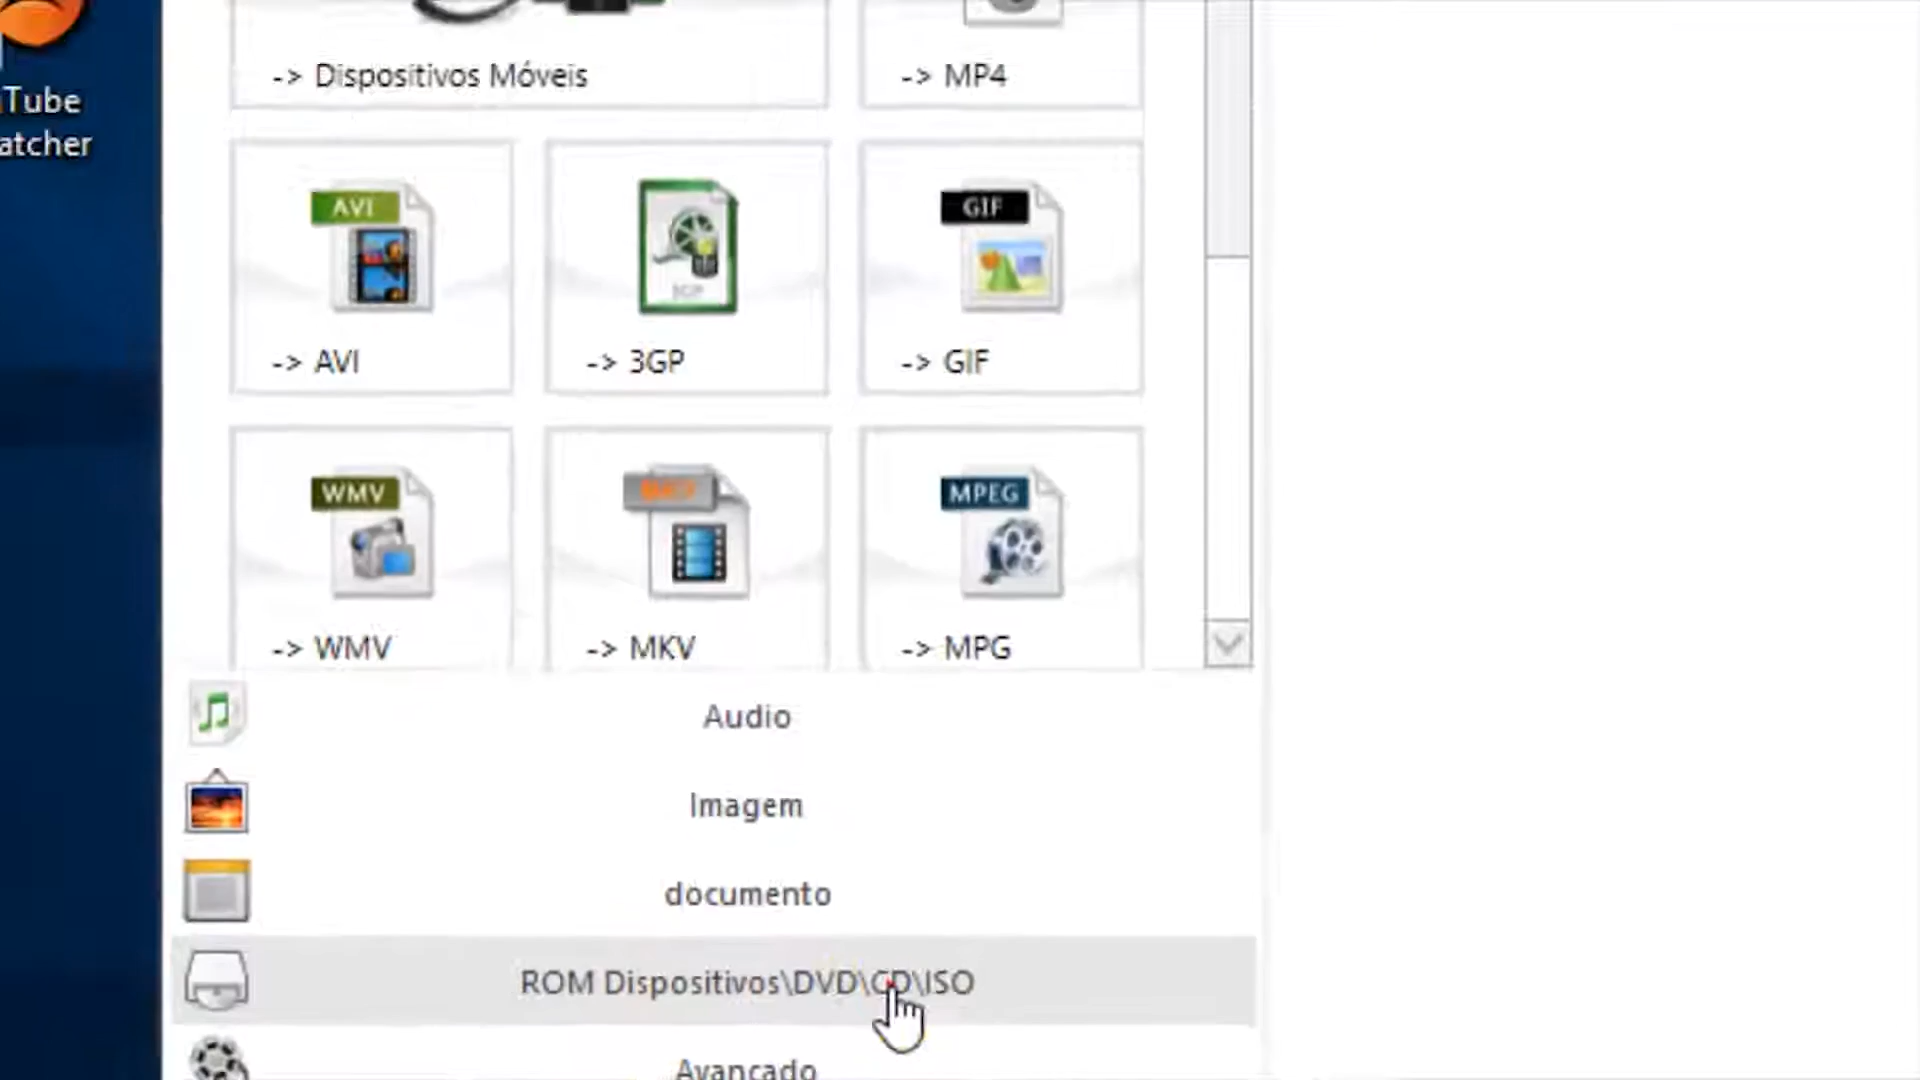 Tube
atcher
-> Dispositivos Móveis
-> MP4
AVI
3GP
GIF
-> AVI
-> 3GP
-> GIF
WMV
MPEG
-> WMV
-> MKV
-> MPG
Audio
Imagem
documento
ROM Dispositivos\DVD\CD\ISO
Avançado